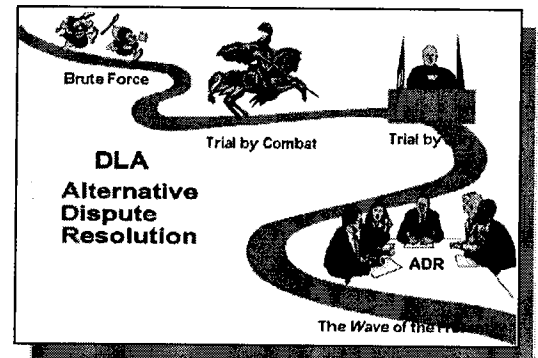 Brute Force
Trial by Combat
Trial by
DLA
Alternative
Dispute
Resolution
ADR
The Wave of the